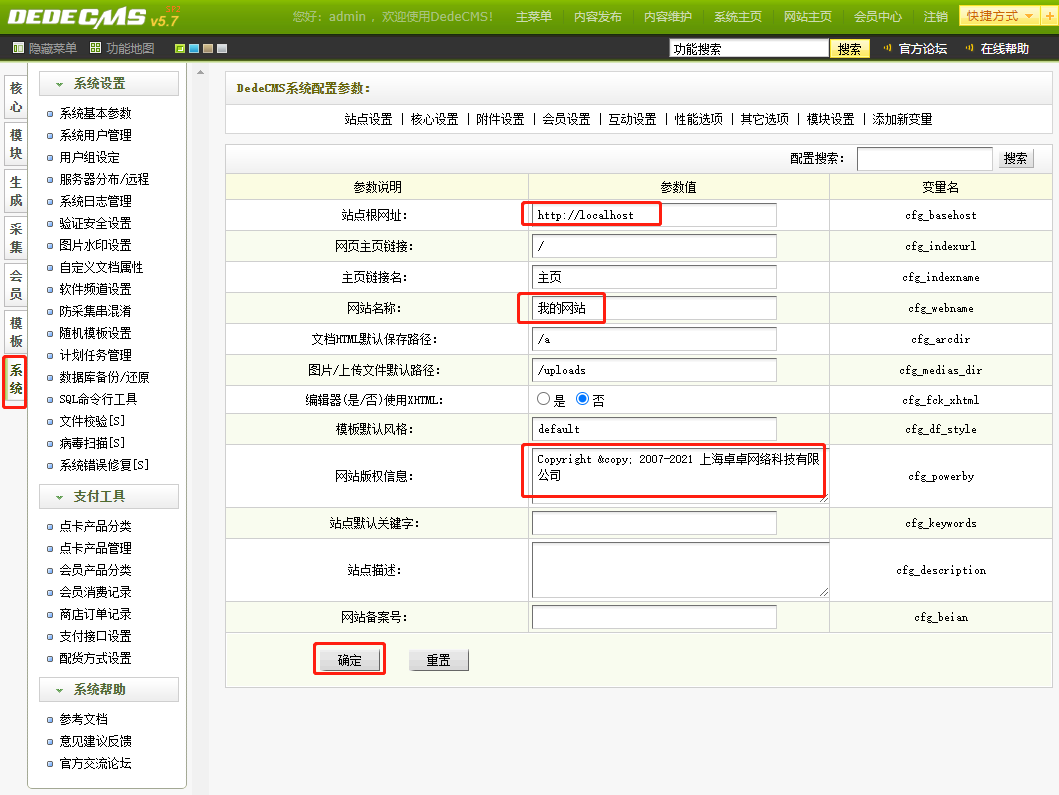 DEDECMS v5.7 SP2
您好: admin , 欢迎使用DedeCMS! 主菜单 内容发布 内容维护 系统主页 网站主页 会员中心 注销 快捷方式 +
隐藏菜单 功能地图 功能搜索 搜索 官方论坛 在线帮助
核心
模块
生成
采集
会员
模板
系统
系统设置
系统基本参数
系统用户管理
用户组设定
服务器分布/远程
系统日志管理
验证安全设置
图片水印设置
自定义文档属性
软件频道设置
防采集串混淆
随机模板设置
计划任务管理
数据库备份/还原
SQL命令行工具
文件校验[S]
病毒扫描[S]
系统错误修复[S]
支付工具
点卡产品分类
点卡产品管理
会员产品分类
会员消费记录
商店订单记录
支付接口设置
配货方式设置
系统帮助
参考文档
意见建议反馈
官方交流论坛
DedeCMS系统配置参数:
站点设置 | 核心设置 | 附件设置 | 会员设置 | 互动设置 | 性能选项 | 其它选项 | 模块设置 | 添加新变量
配置搜索: 搜索
参数说明 参数值 变量名
站点根网址: http://localhost cfg_basehost
网页主页链接: / cfg_indexurl
主页链接名: 主页 cfg_indexname
网站名称: 我的网站 cfg_webname
文档HTML默认保存路径: /a cfg_arcdir
图片/上传文件默认路径: /uploads cfg_medias_dir
编辑器(是/否)使用XHTML: 是 否 cfg_fck_xhtml
模板默认风格: default cfg_df_style
网站版权信息: Copyright &copy; 2007-2021 上海卓卓网络科技有限
公司 cfg_powerby
站点默认关键字: cfg_keywords
站点描述: cfg_description
网站备案号: cfg_beian
确定 重置